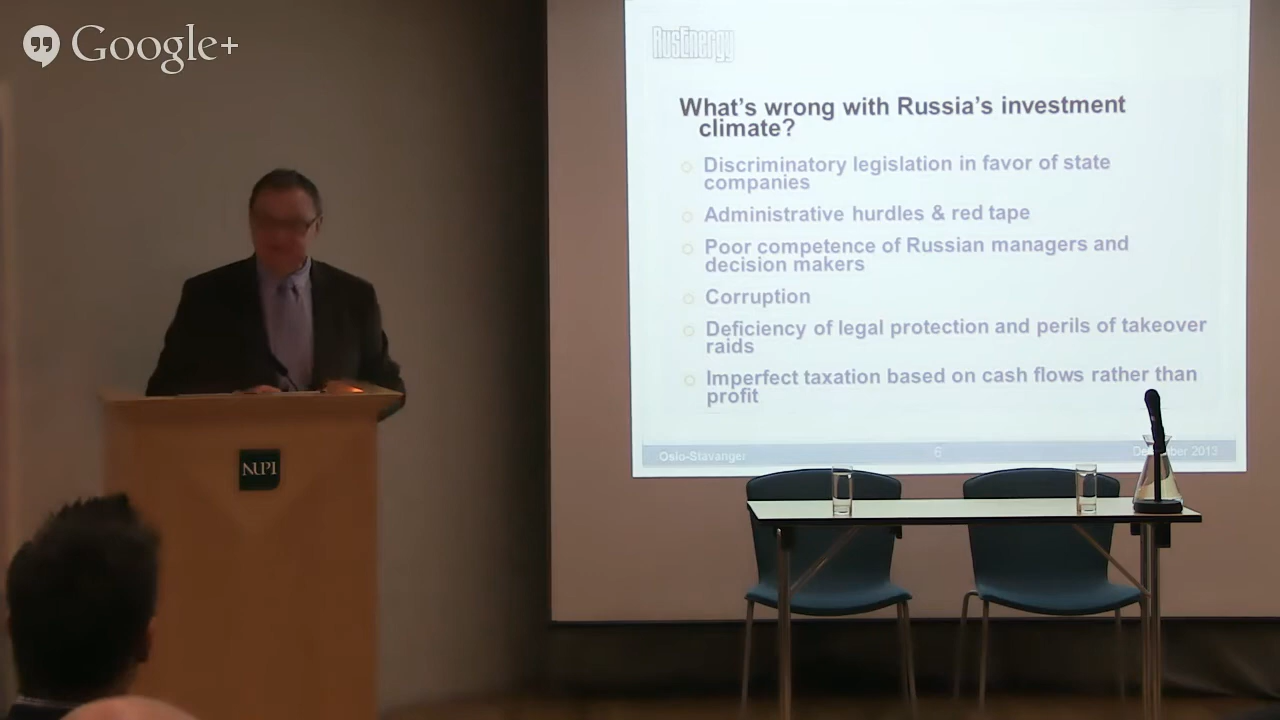 Google+
RusEnergy
What's wrong with Russia's investment
climate?
Discriminatory legislation in favor of state
companies
Administrative hurdles & red tape
Poor competence of Russian managers and
decision makers
Corruption
Deficiency of legal protection and perils of takeover
raids
Imperfect taxation based on cash flows rather than
profit
Oslo-Stavanger
6
2013
NUPI